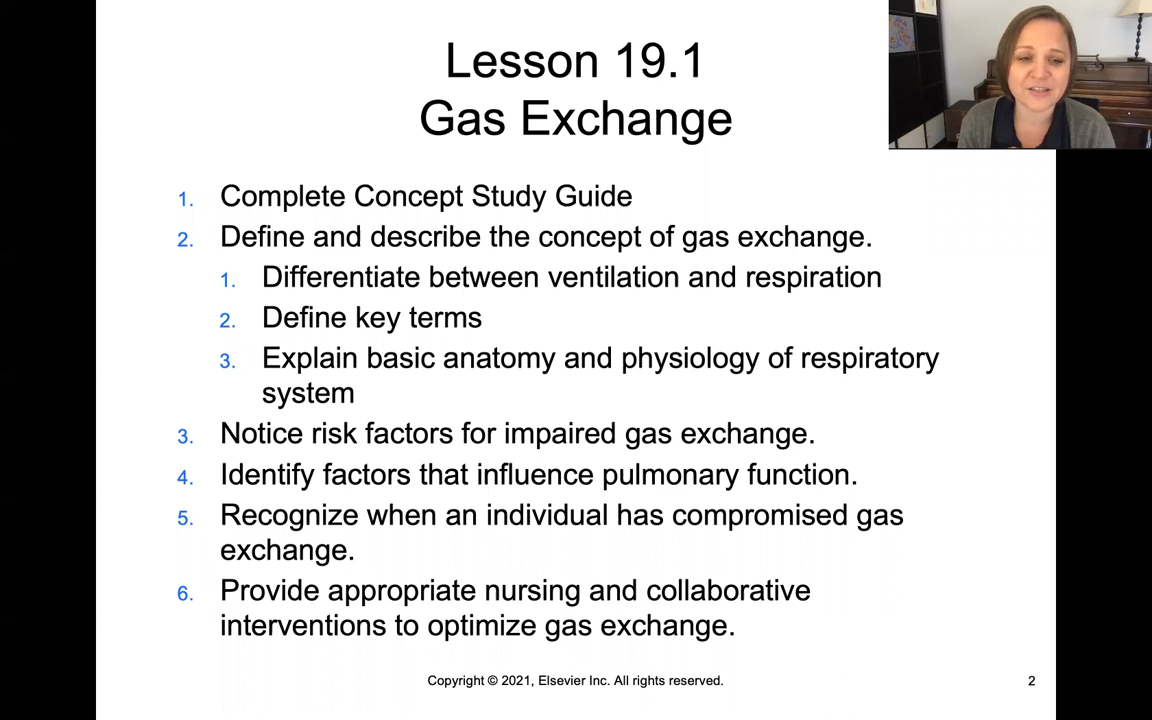 Lesson 19.1
Gas Exchange
1. Complete Concept Study Guide
2. Define and describe the concept of gas exchange.
1. Differentiate between ventilation and respiration
2. Define key terms
3. Explain basic anatomy and physiology of respiratory
system
3. Notice risk factors for impaired gas exchange.
4. Identify factors that influence pulmonary function.
5. Recognize when an individual has compromised gas
exchange.
6. Provide appropriate nursing and collaborative
interventions to optimize gas exchange.
Copyright © 2021, Elsevier Inc. All rights reserved.
2